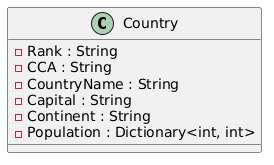 C Country
Rank : String
CCA : String
CountryName : String
Capital : String
Continent : String
Population : Dictionary<int, int>